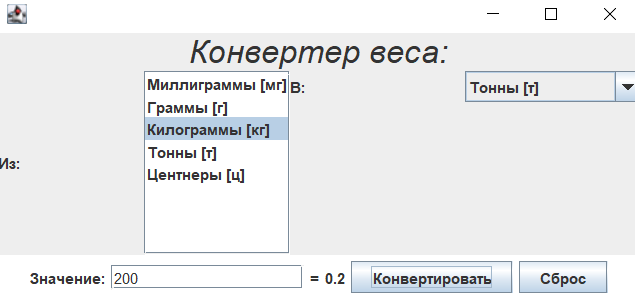 Конвертер веса:
Из:
Миллиграммы [мг]
Граммы [г]
Килограммы [кг]
Тонны [т]
Центнеры [ц]
В:
Тонны [т]
Значение: 200 = 0.2 Конвертировать Сброс